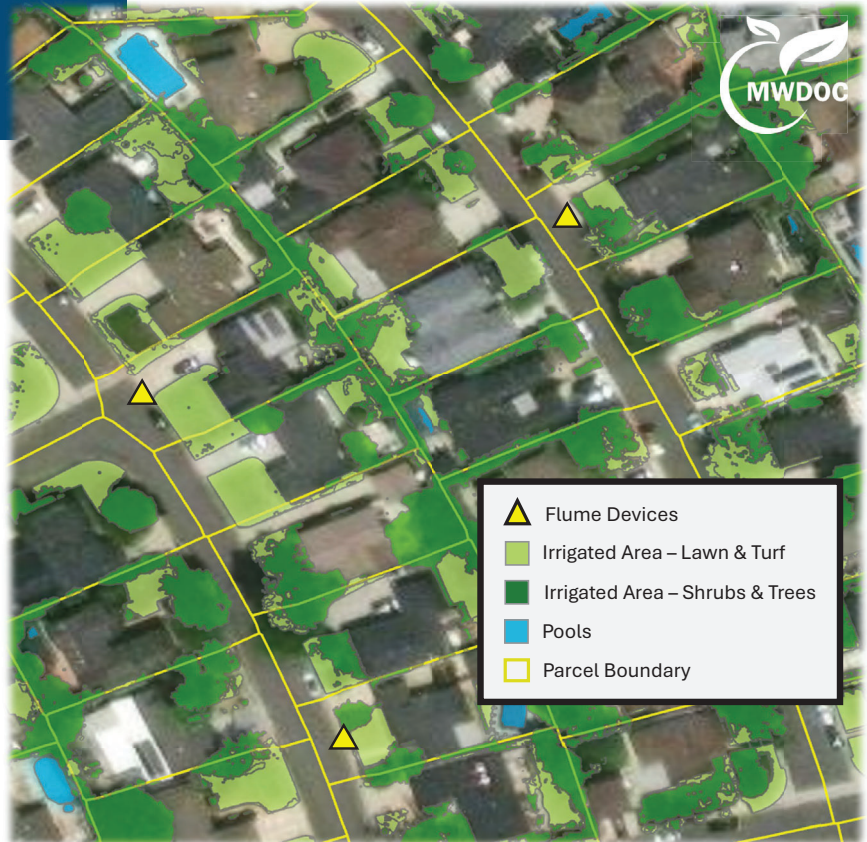 MWDOC
Flume Devices
Irrigated Area – Lawn & Turf
Irrigated Area – Shrubs & Trees
Pools
Parcel Boundary